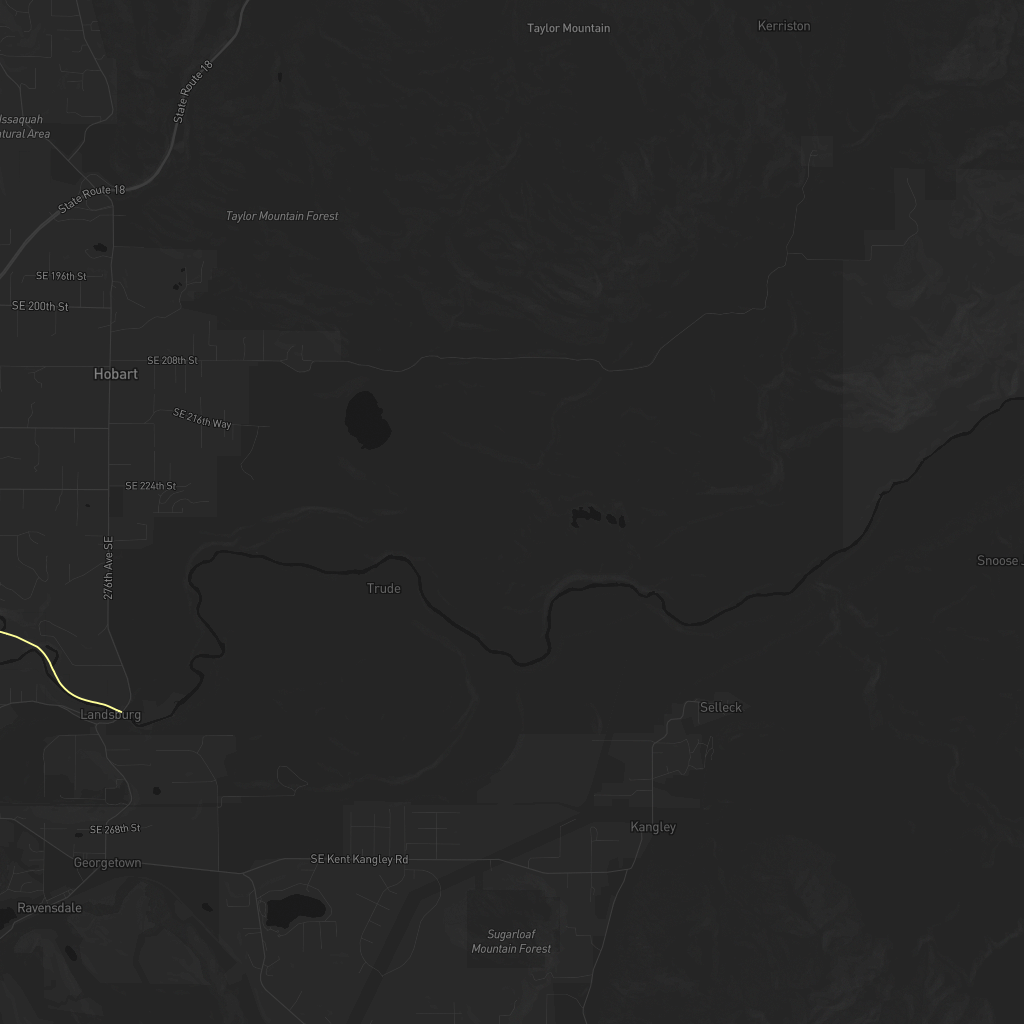 Taylor Mountain
Kerriston
State Route 18
Issaquah
atural Area
State Route 18
Taylor Mountain Forest
SE 196th St
SE 200th St
SE 208th St
Hobart
SE 216th Way
SE 224th St
276th Ave SE
Snoose
Trude
Selleck
Landsburg
Kangley
SE 268th St
Georgetown
SE Kent Kangley Rd
Ravensdale
Sugarloaf
Mountain Forest